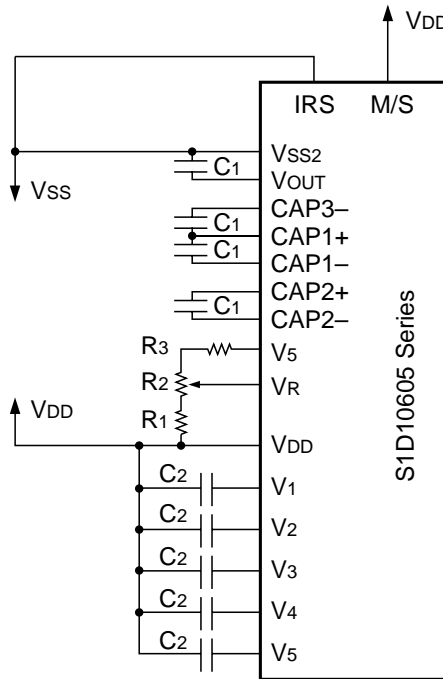 VDD
IRS M/S
VSS2
C1
VOUT
VSS
CAP3–
C1
CAP1+
C1
CAP1–
CAP2+
C1
CAP2–
R3
V5
R2
VR
VDD
R1
VDD
C2
V1
C2
V2
C2
V3
C2
V4
C2
V5
S1D10605 Series